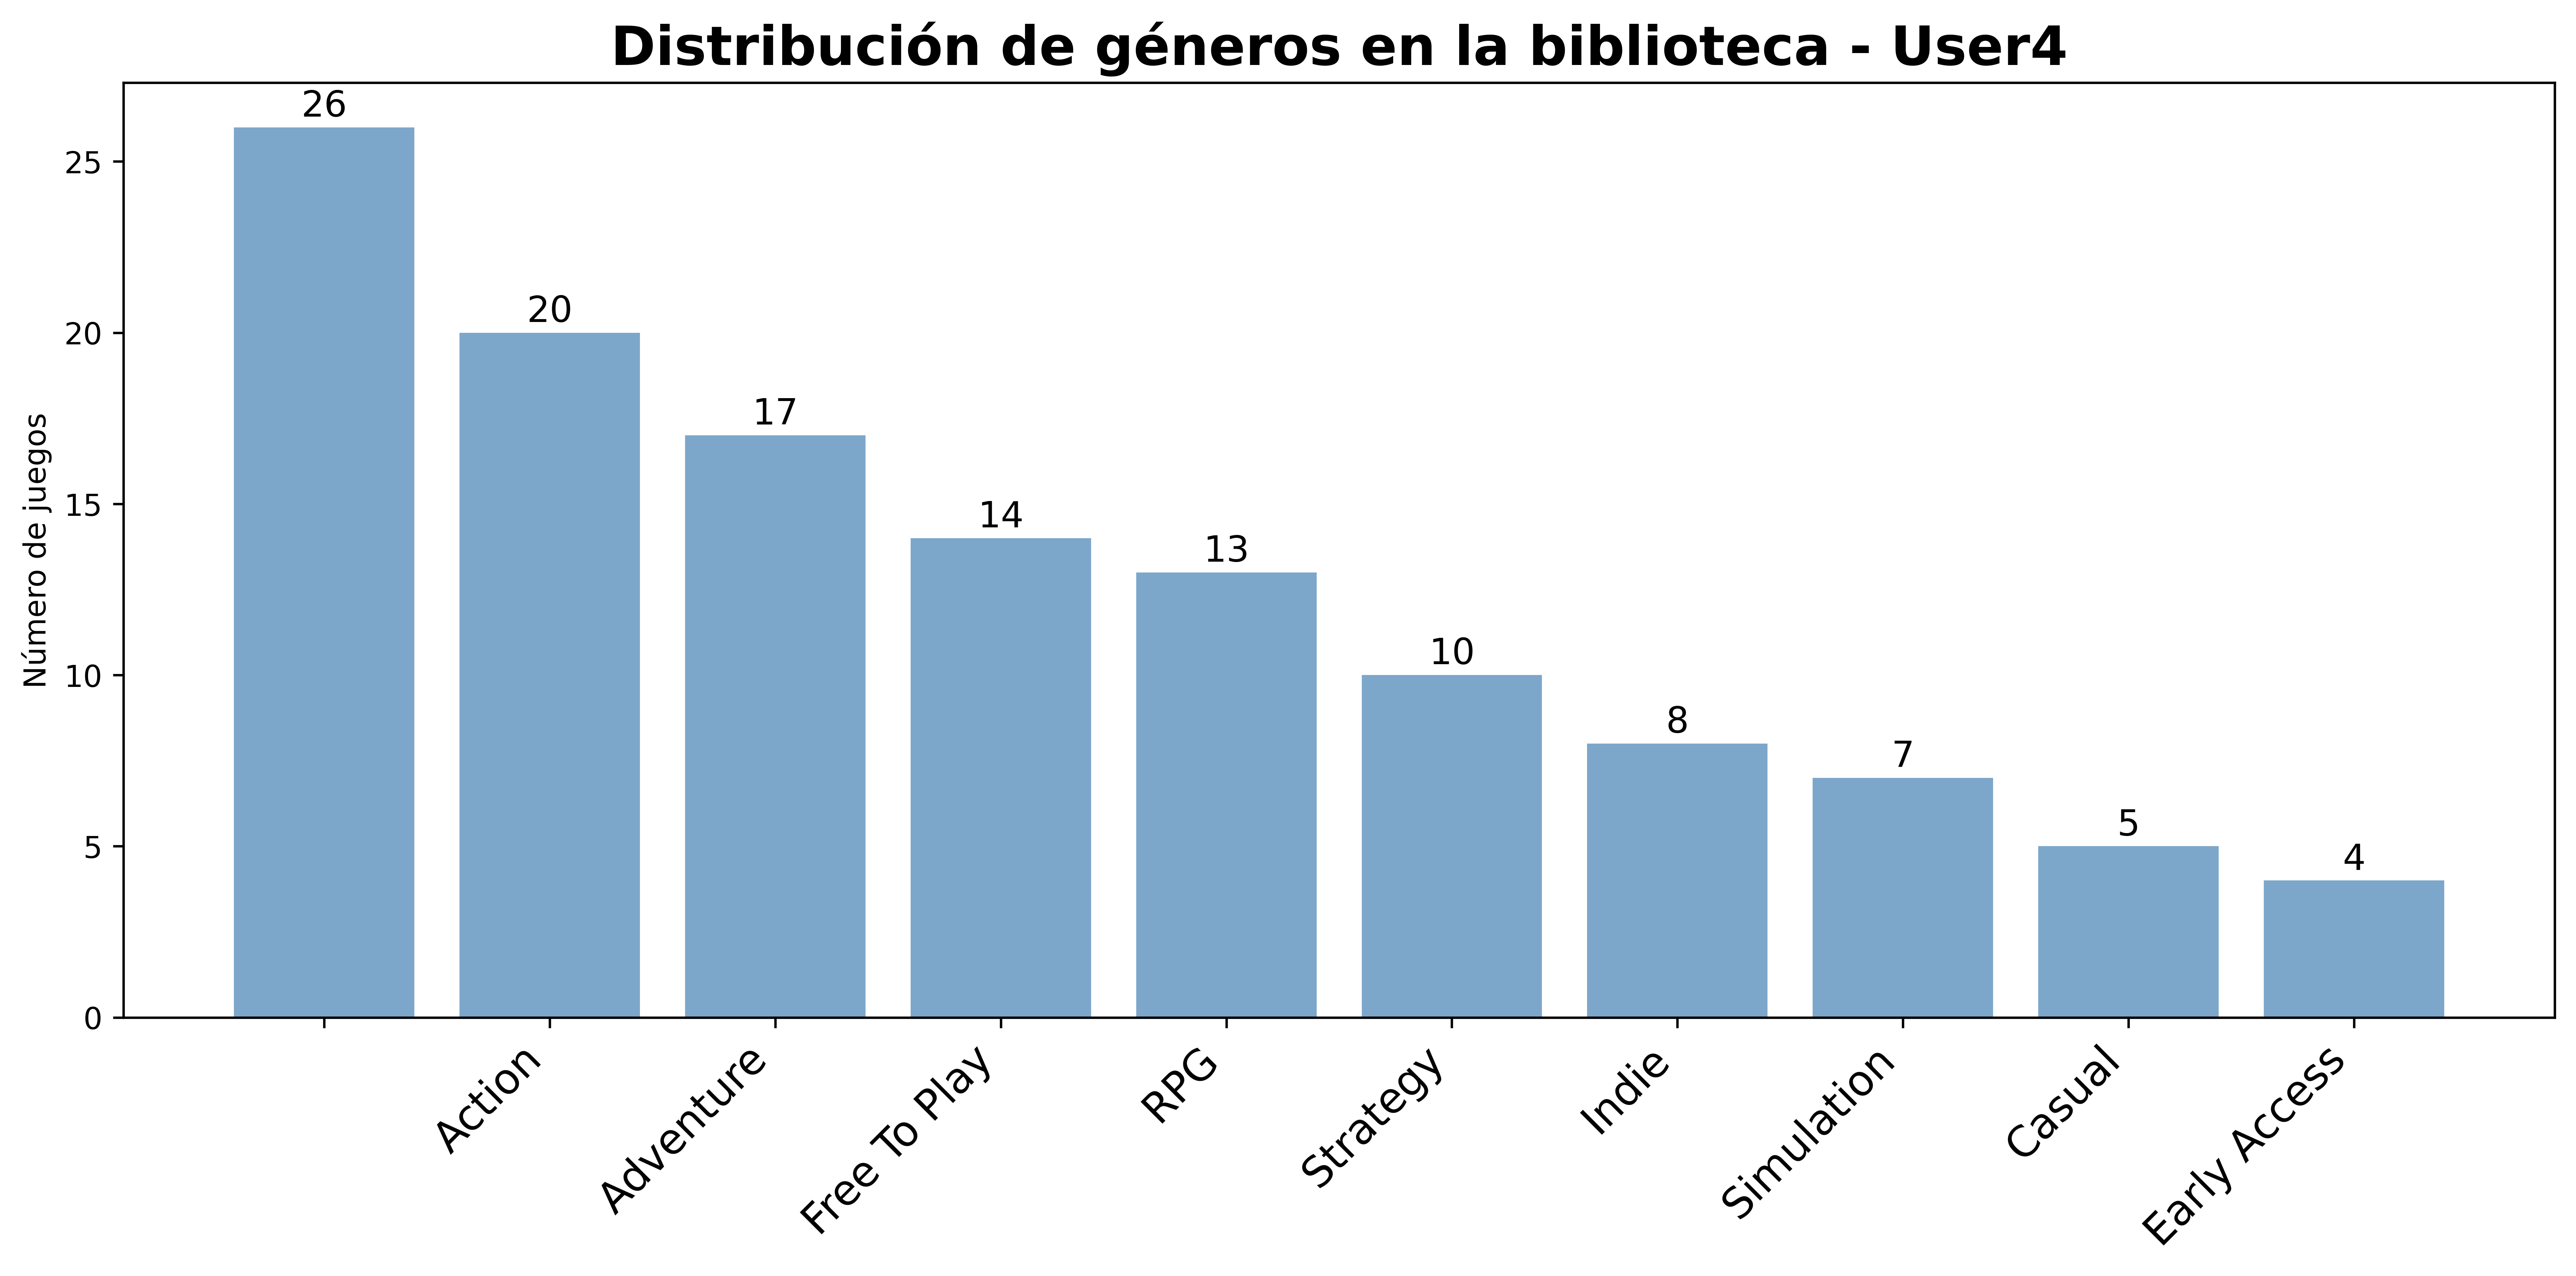 Distribución de géneros en la biblioteca - User4
Número de juegos
25
20
15
10
5
0
26
20
17
14
13
10
8
7
5
4
Action
Adventure
Free To Play
RPG
Strategy
Indie
Simulation
Casual
Early Access